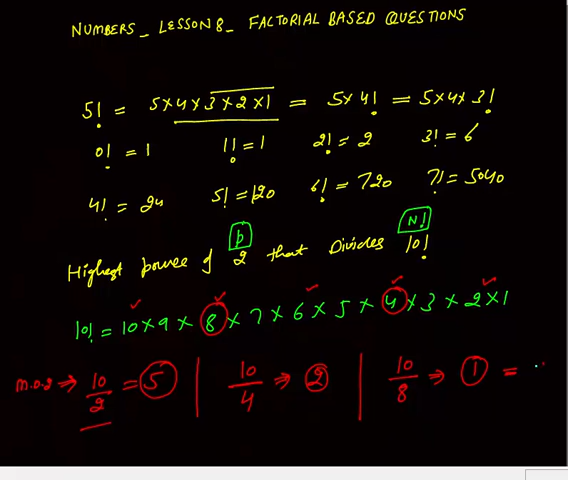 NUMBERS_ LESSON 8_ FACTORIAL BASED QUESTIONS
5! = 5×4×3×2×1 = 5×4! = 5×4×3!
0! = 1 1! = 1 2! = 2 3! = 6
4! = 24 5! = 120 6! = 720 7! = 5040
p N!
Highest power of 2 that Divides 10!
10! = 10×9×8×7×6×5×4×3×2×1
M.O.2 ⇒ 10/2 = 5 | 10/4 ⇒ 2 | 10/8 ⇒ 1 =